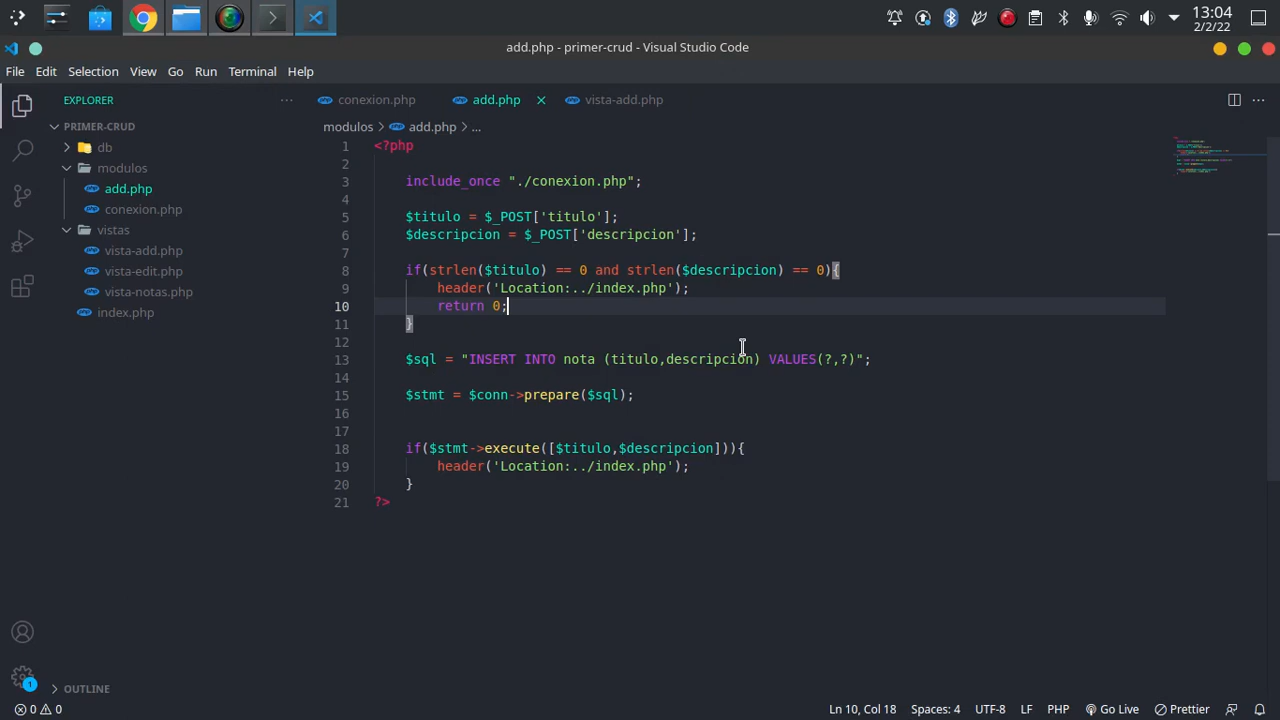 13:04
2/2/22
add.php - primer-crud - Visual Studio Code
File Edit Selection View Go Run Terminal Help
EXPLORER
PRIMER-CRUD
db
modulos
add.php
conexion.php
vistas
vista-add.php
vista-edit.php
vista-notas.php
index.php
OUTLINE
conexion.php add.php vista-add.php
modulos > add.php > ...
1 <?php
2
3 include_once "./conexion.php";
4
5 $titulo = $_POST['titulo'];
6 $descripcion = $_POST['descripcion'];
7
8 if(strlen($titulo) == 0 and strlen($descripcion) == 0){
9 header('Location:../index.php');
10 return 0;
11 }
12
13 $sql = "INSERT INTO nota (titulo,descripcion) VALUES(?,?)";
14
15 $stmt = $conn->prepare($sql);
16
17
18 if($stmt->execute([$titulo,$descripcion])){
19 header('Location:../index.php');
20 }
21 ?>
1
0 0 Ln 10, Col 18 Spaces: 4 UTF-8 LF PHP Go Live Prettier